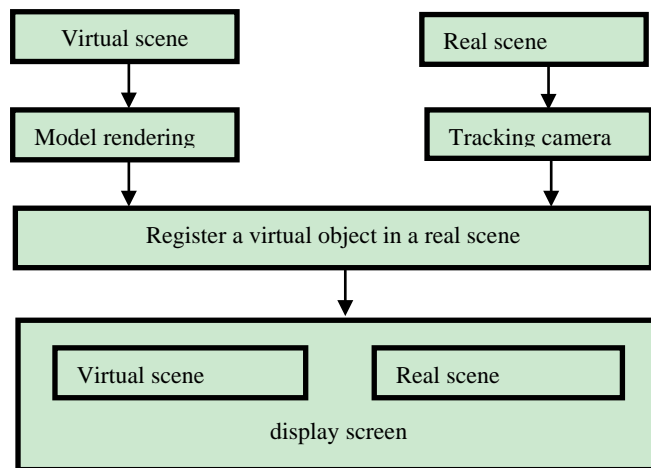 Virtual scene
Real scene
Model rendering
Tracking camera
Register a virtual object in a real scene
Virtual scene
Real scene
display screen